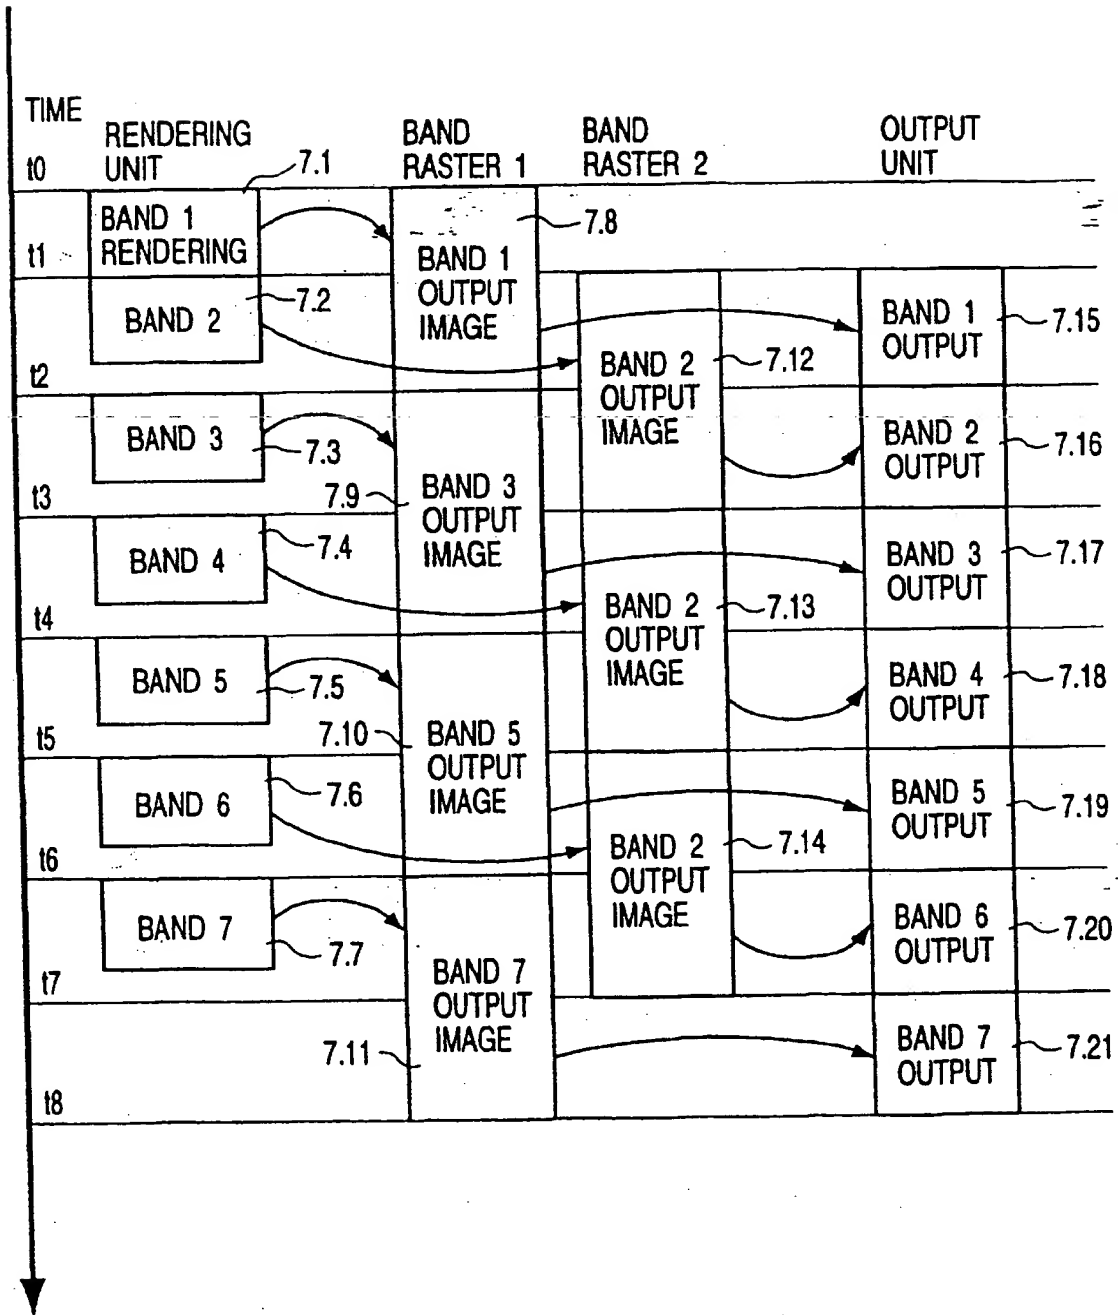 TIME
RENDERING
UNIT
BAND
RASTER 1
BAND
RASTER 2
OUTPUT
UNIT
t0
7.1
BAND 1
RENDERING
7.8
t1
BAND 1
OUTPUT
IMAGE
BAND 2
7.2
BAND 1
OUTPUT
7.15
BAND 2
OUTPUT
IMAGE
7.12
t2
BAND 3
7.3
BAND 2
OUTPUT
7.16
t3
7.9
BAND 3
OUTPUT
IMAGE
BAND 4
7.4
BAND 3
OUTPUT
7.17
BAND 2
OUTPUT
IMAGE
7.13
t4
BAND 5
7.5
BAND 4
OUTPUT
7.18
t5
7.10
BAND 5
OUTPUT
IMAGE
BAND 6
7.6
BAND 5
OUTPUT
7.19
BAND 2
OUTPUT
IMAGE
7.14
t6
BAND 7
7.7
BAND 6
OUTPUT
7.20
t7
BAND 7
OUTPUT
IMAGE
7.11
BAND 7
OUTPUT
7.21
t8